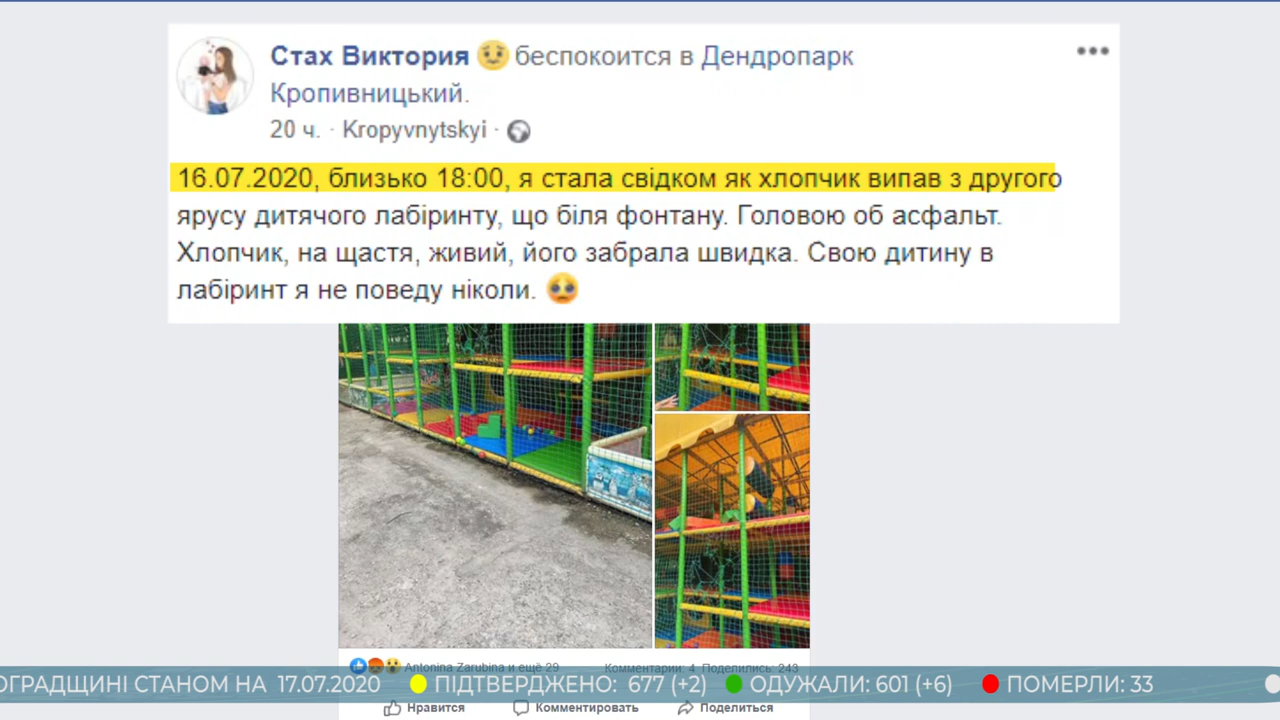 Стах Виктория беспокоится в Дендропарк
Кропивницький.
20 ч. · Kropyvnytskyi ·
16.07.2020, близько 18:00, я стала свідком як хлопчик випав з другого
ярусу дитячого лабіринту, що біля фонтану. Головою об асфальт.
Хлопчик, на щастя, живий, його забрала швидка. Свою дитину в
лабіринт я не поведу ніколи.
Antonina Zarubina и ещё 29 Комментарии: 4 Поделились: 243
ОГРАДЩИНІ СТАНОМ НА 17.07.2020 ПІДТВЕРДЖЕНО: 677 (+2) ОДУЖАЛИ: 601 (+6) ПОМЕРЛИ: 33
Нравится Комментировать Поделиться